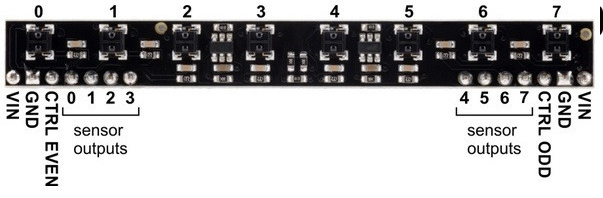 0 1 2 3 4 5 6 7
VIN GND CTRL EVEN 0 1 2 3 4 5 6 7 CTRL ODD GND VIN
sensor outputs
sensor outputs